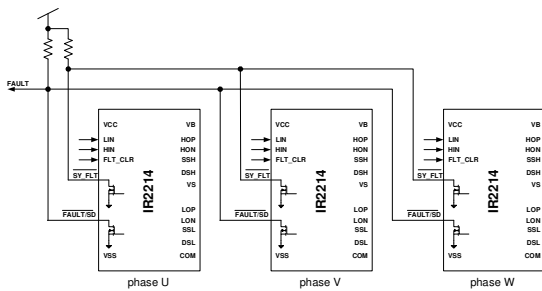 FAULT
VCC VB
LIN HOP
HIN HON
FLT_CLR SSH
DSH
SY_FLT VS
IR2214
LOP
FAULT/SD LON
SSL
DSL
VSS COM
phase U
VCC VB
LIN HOP
HIN HON
FLT_CLR SSH
DSH
SY_FLT VS
IR2214
LOP
FAULT/SD LON
SSL
DSL
VSS COM
phase V
VCC VB
LIN HOP
HIN HON
FLT_CLR SSH
DSH
SY_FLT VS
IR2214
LOP
FAULT/SD LON
SSL
DSL
VSS COM
phase W